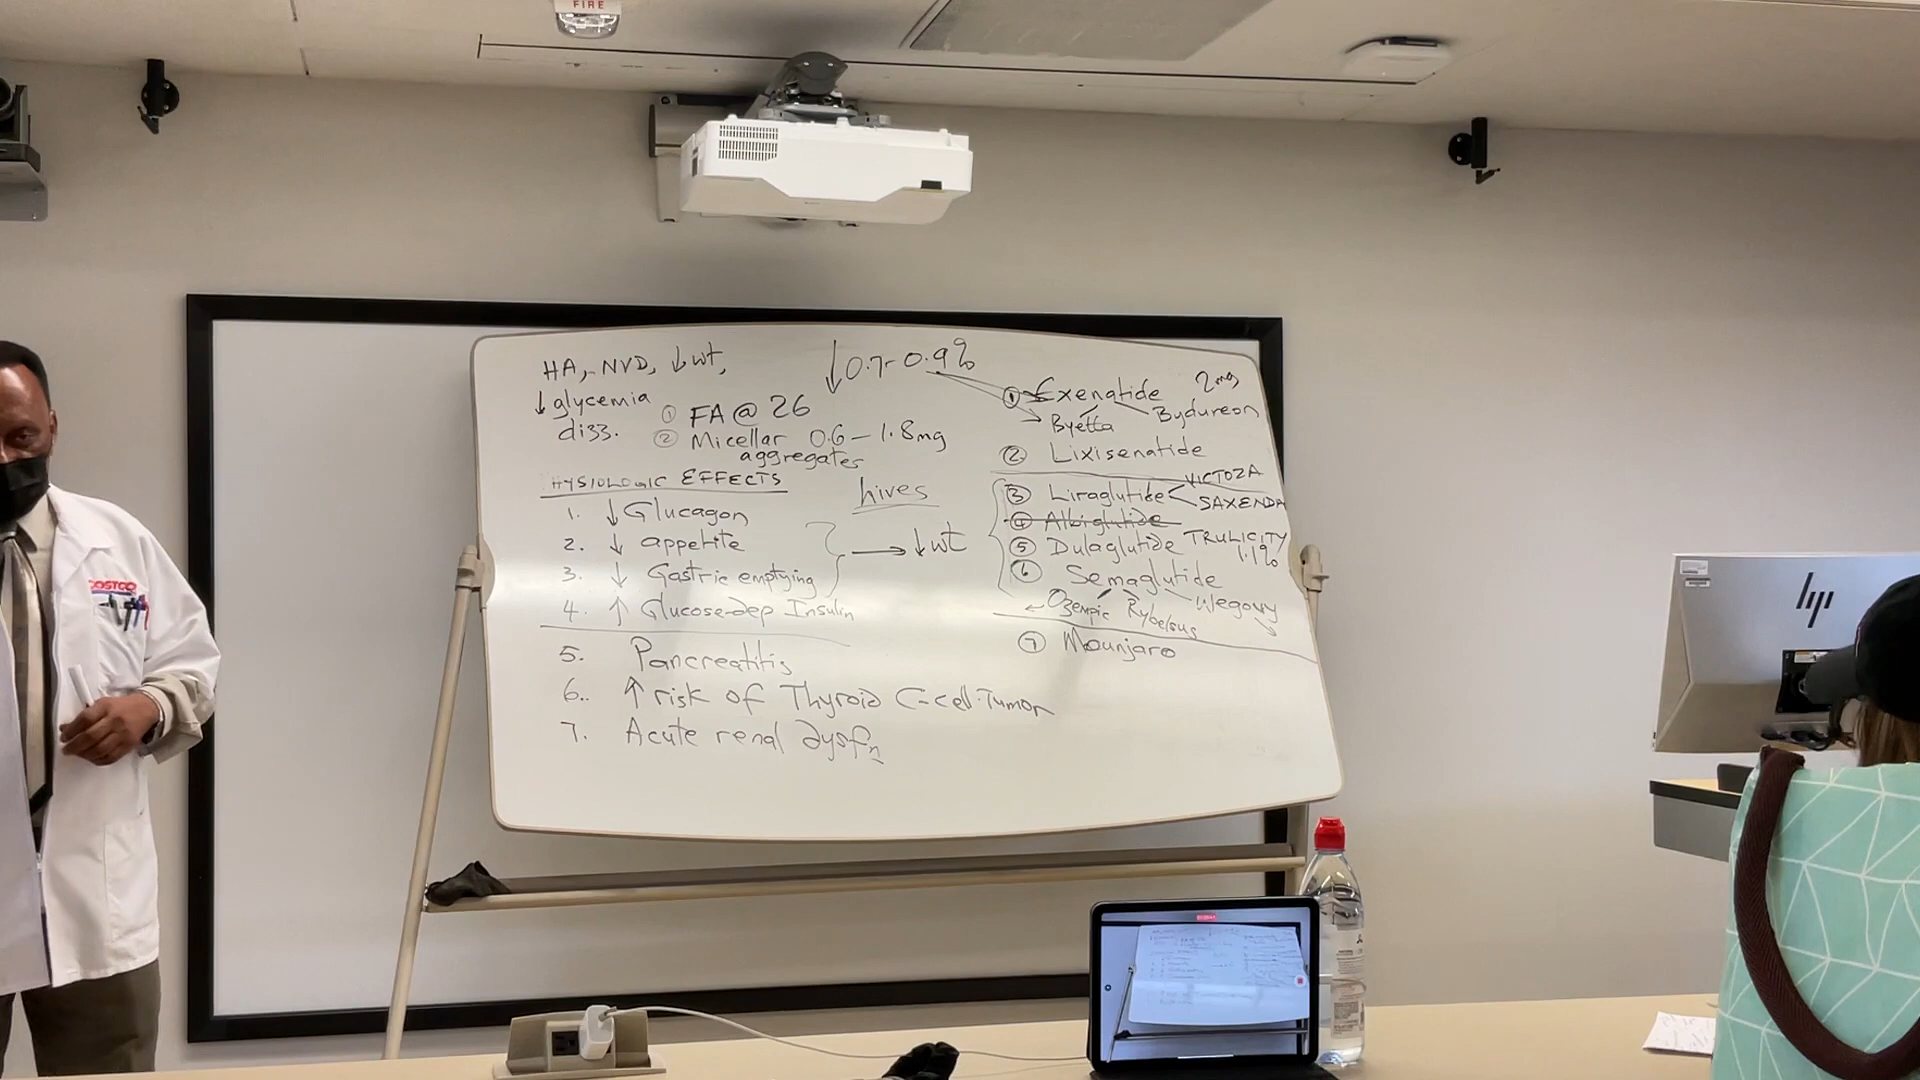 FIRE
HA, NVD, ↓wt,
↓glycemia
dizz.
① FA @ 26
② Micellar 0.6 – 1.8mg
aggregates
↓0.7-0.9%
HYSIOLOGIC EFFECTS
1. ↓ Glucagon
2. ↓ appetite
3. ↓ Gastric emptying
4. ↑ Glucose-dep Insulin
hives
→ ↓ wt
5. Pancreatitis
6. ↑ risk of Thyroid C-cell Tumor
7. Acute renal dysfn
① Exenatide 2mg
Byetta Bydureon
② Lixisenatide
③ Liraglutide VICTOZA
SAXENDA
④ Albiglutide
⑤ Dulaglutide TRULICITY
1.1%
⑥ Semaglutide
Ozempic Rybelsus Wegovy
⑦ Mounjaro
COSTCO
hp